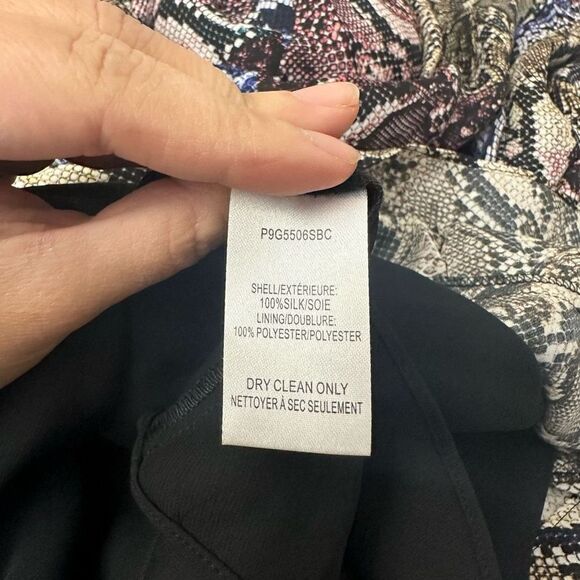 P9G5506SBC
SHELL/EXTÉRIEURE:
100%SILK/SOIE
LINING/DOUBLURE:
100% POLYESTER/POLYESTER
DRY CLEAN ONLY
NETTOYER À SEC SEULEMENT